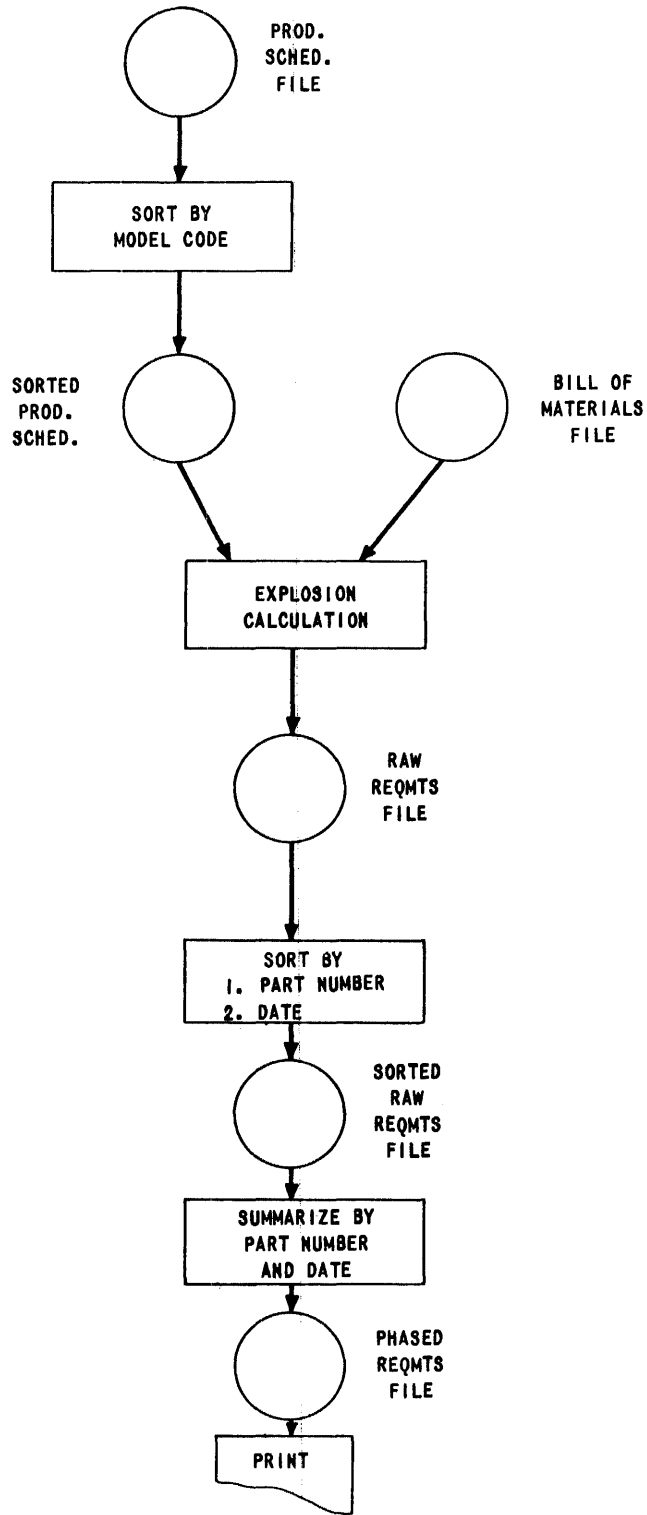 PROD.
SCHED.
FILE
SORT BY
MODEL CODE
SORTED
PROD.
SCHED.
BILL OF
MATERIALS
FILE
EXPLOSION
CALCULATION
RAW
REQMTS
FILE
SORT BY
1. PART NUMBER
2. DATE
SORTED
RAW
REQMTS
FILE
SUMMARIZE BY
PART NUMBER
AND DATE
PHASED
REQMTS
FILE
PRINT